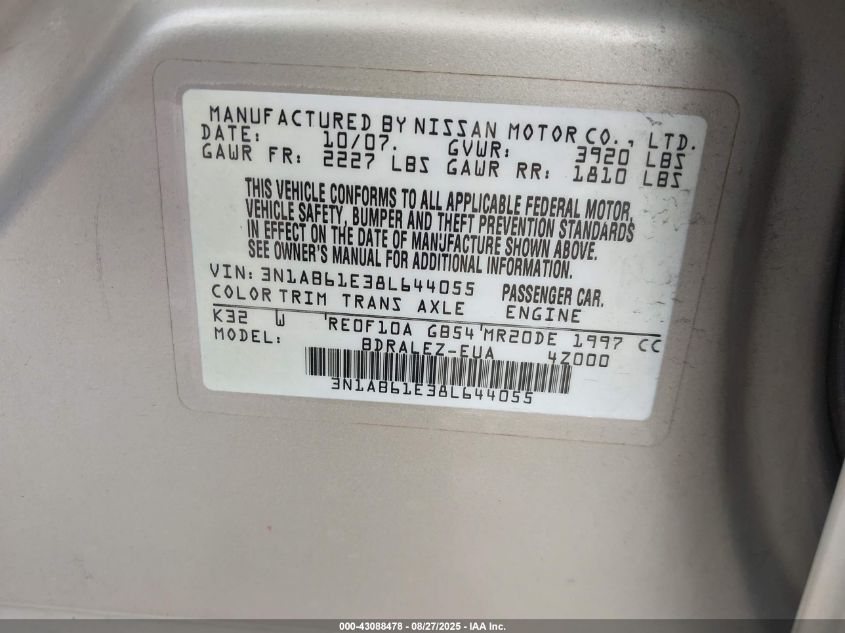 MANUFACTURED BY NISSAN MOTOR CO., LTD.
DATE: 10/07. GVWR: 3920 LBS
GAWR FR: 2227 LBS GAWR RR: 1810 LBS
THIS VEHICLE CONFORMS TO ALL APPLICABLE FEDERAL MOTOR
VEHICLE SAFETY, BUMPER AND THEFT PREVENTION STANDARDS
IN EFFECT ON THE DATE OF MANUFACTURE SHOWN ABOVE.
SEE OWNER'S MANUAL FOR ADDITIONAL INFORMATION.
VIN: 3N1AB61E38L644055 PASSENGER CAR.
COLOR TRIM TRANS AXLE ENGINE
K32 W RE0F10A GB54 MR20DE 1997 CC
MODEL: BDRALEZ-EUA 4Z000
3N1AB61E38L644055
000-43088478 - 08/27/2025 - IAA Inc.